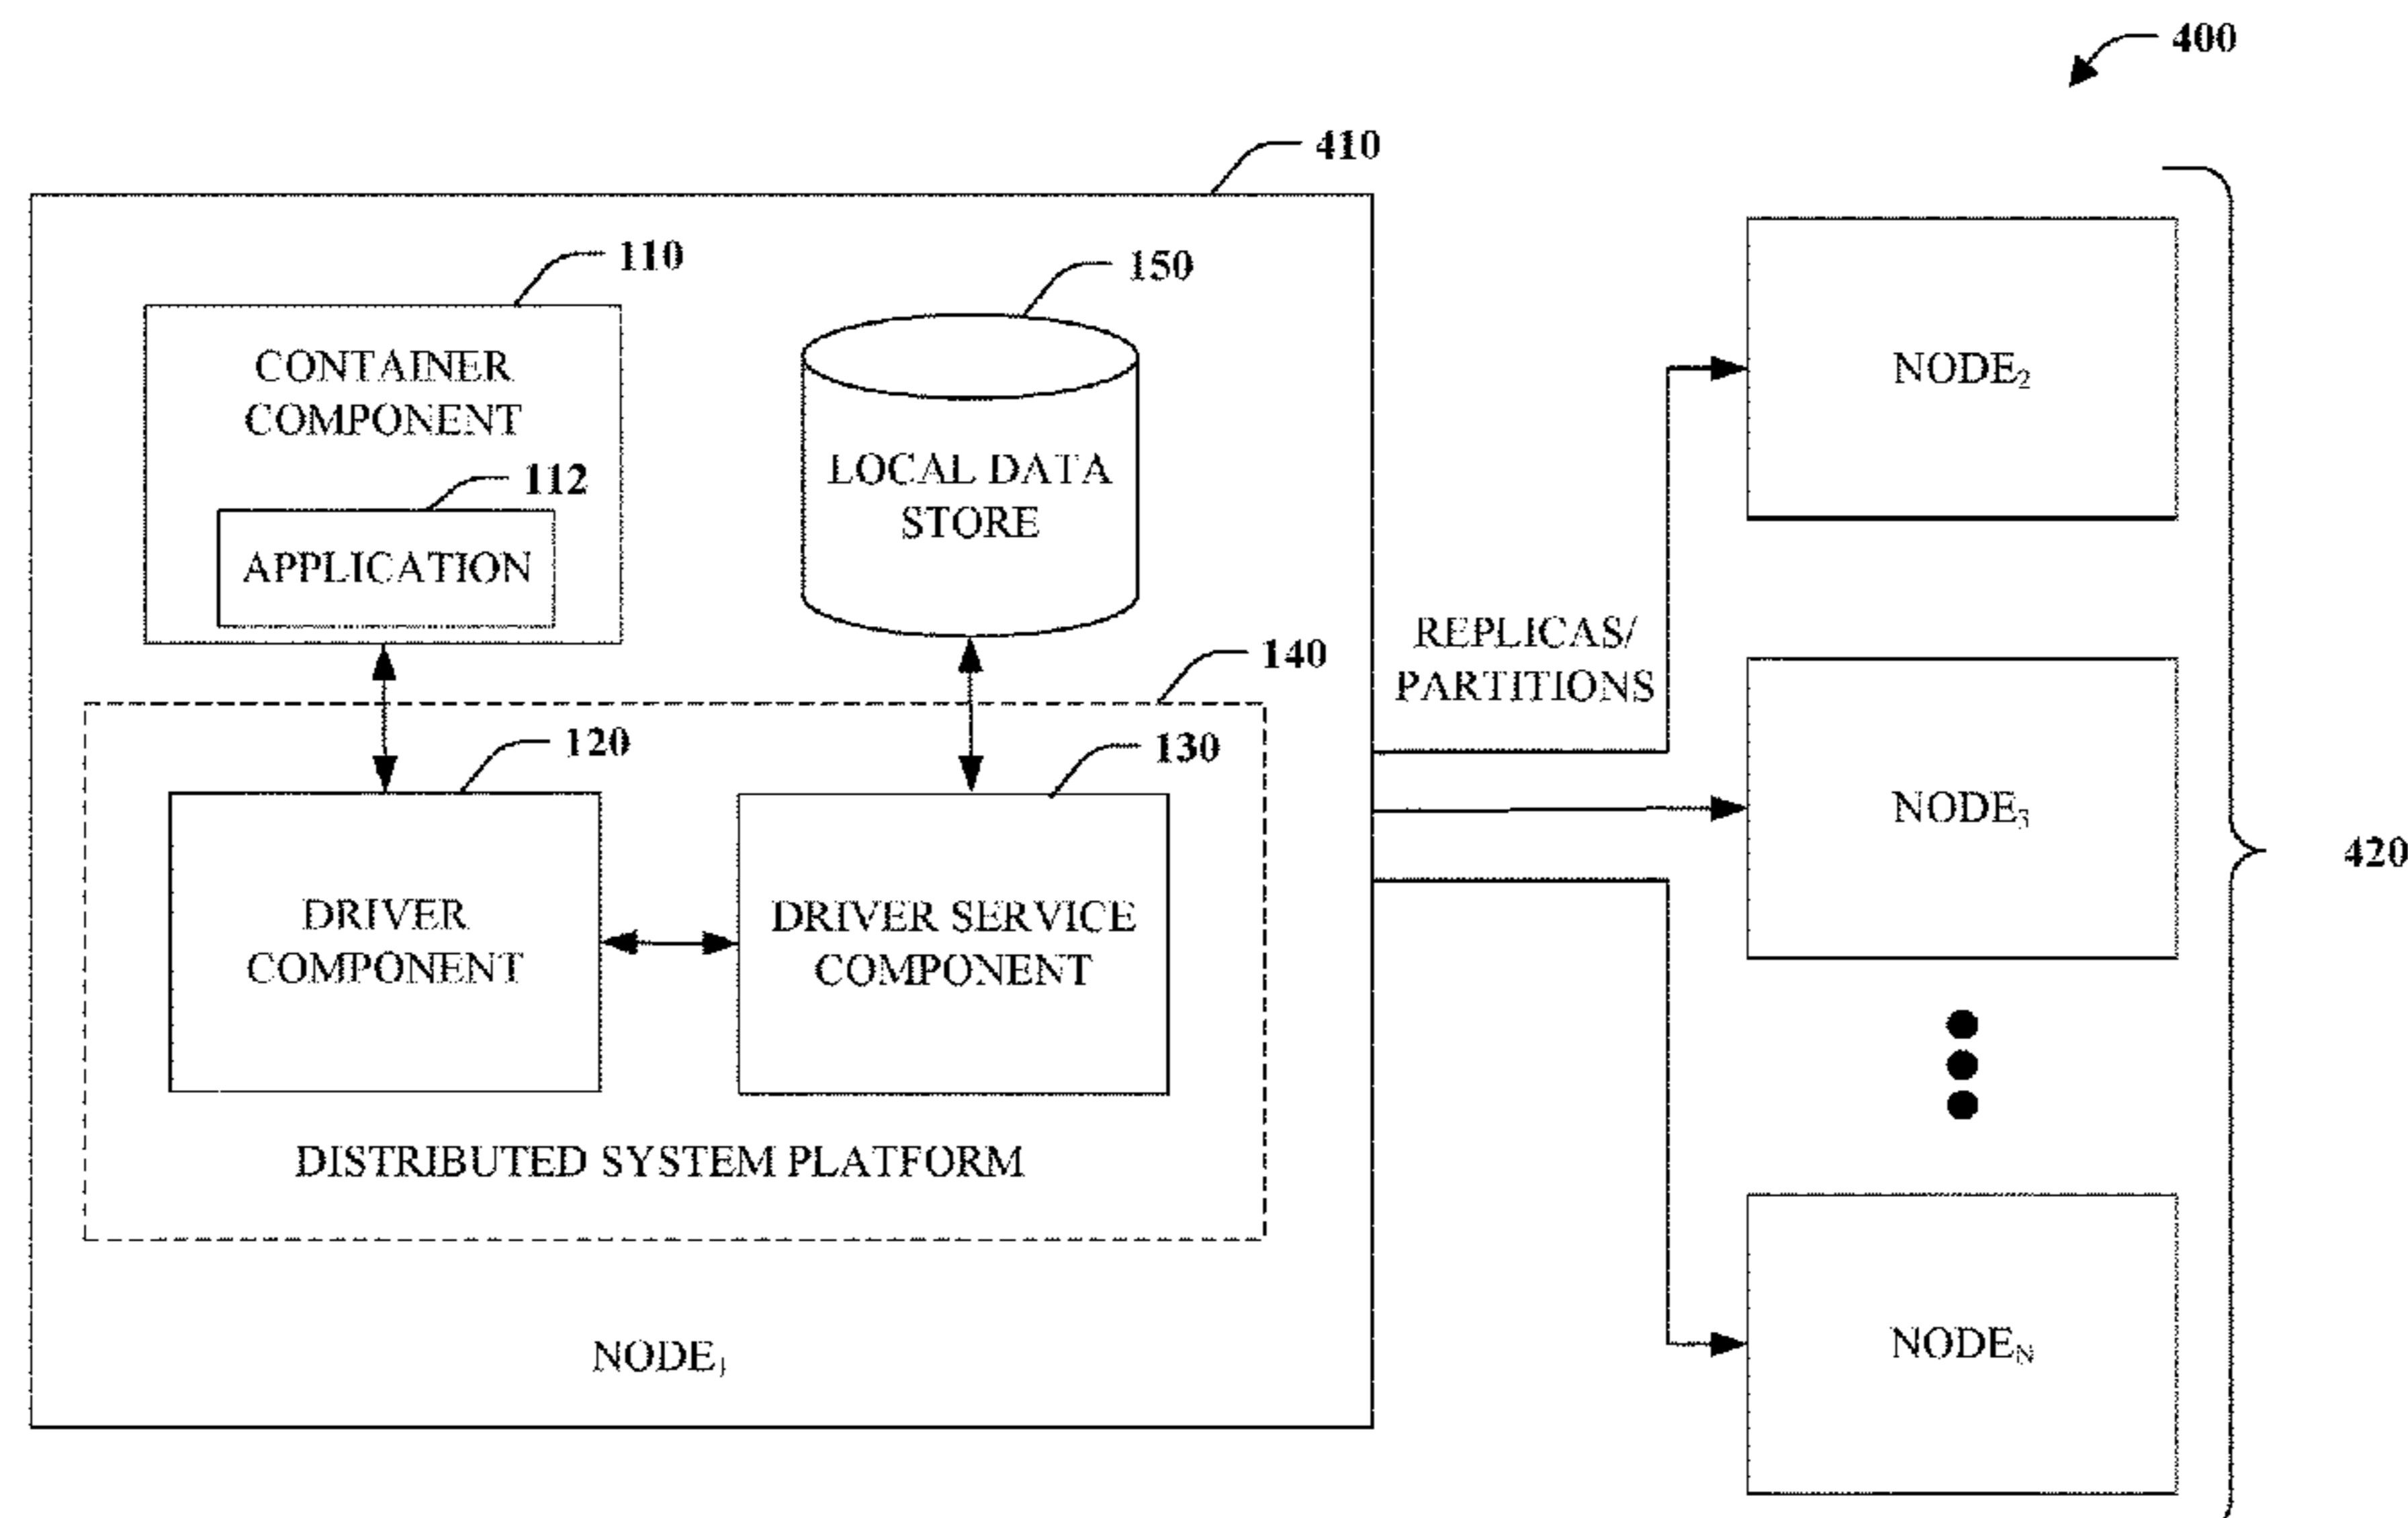 400
410
110
150
CONTAINER
COMPONENT
112
APPLICATION
LOCAL DATA
STORE
140
120
130
DRIVER
COMPONENT
DRIVER SERVICE
COMPONENT
DISTRIBUTED SYSTEM PLATFORM
NODE₁
REPLICAS/
PARTITIONS
NODE₂
NODE₃
NODE_N
420